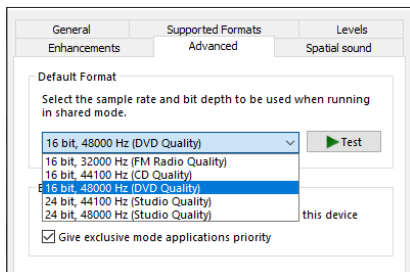 General Supported Formats Levels
Enhancements Advanced Spatial sound
Default Format
Select the sample rate and bit depth to be used when running
in shared mode.
16 bit, 48000 Hz (DVD Quality) Test
16 bit, 32000 Hz (FM Radio Quality)
16 bit, 44100 Hz (CD Quality)
16 bit, 48000 Hz (DVD Quality)
24 bit, 44100 Hz (Studio Quality)
24 bit, 48000 Hz (Studio Quality) this device
Give exclusive mode applications priority